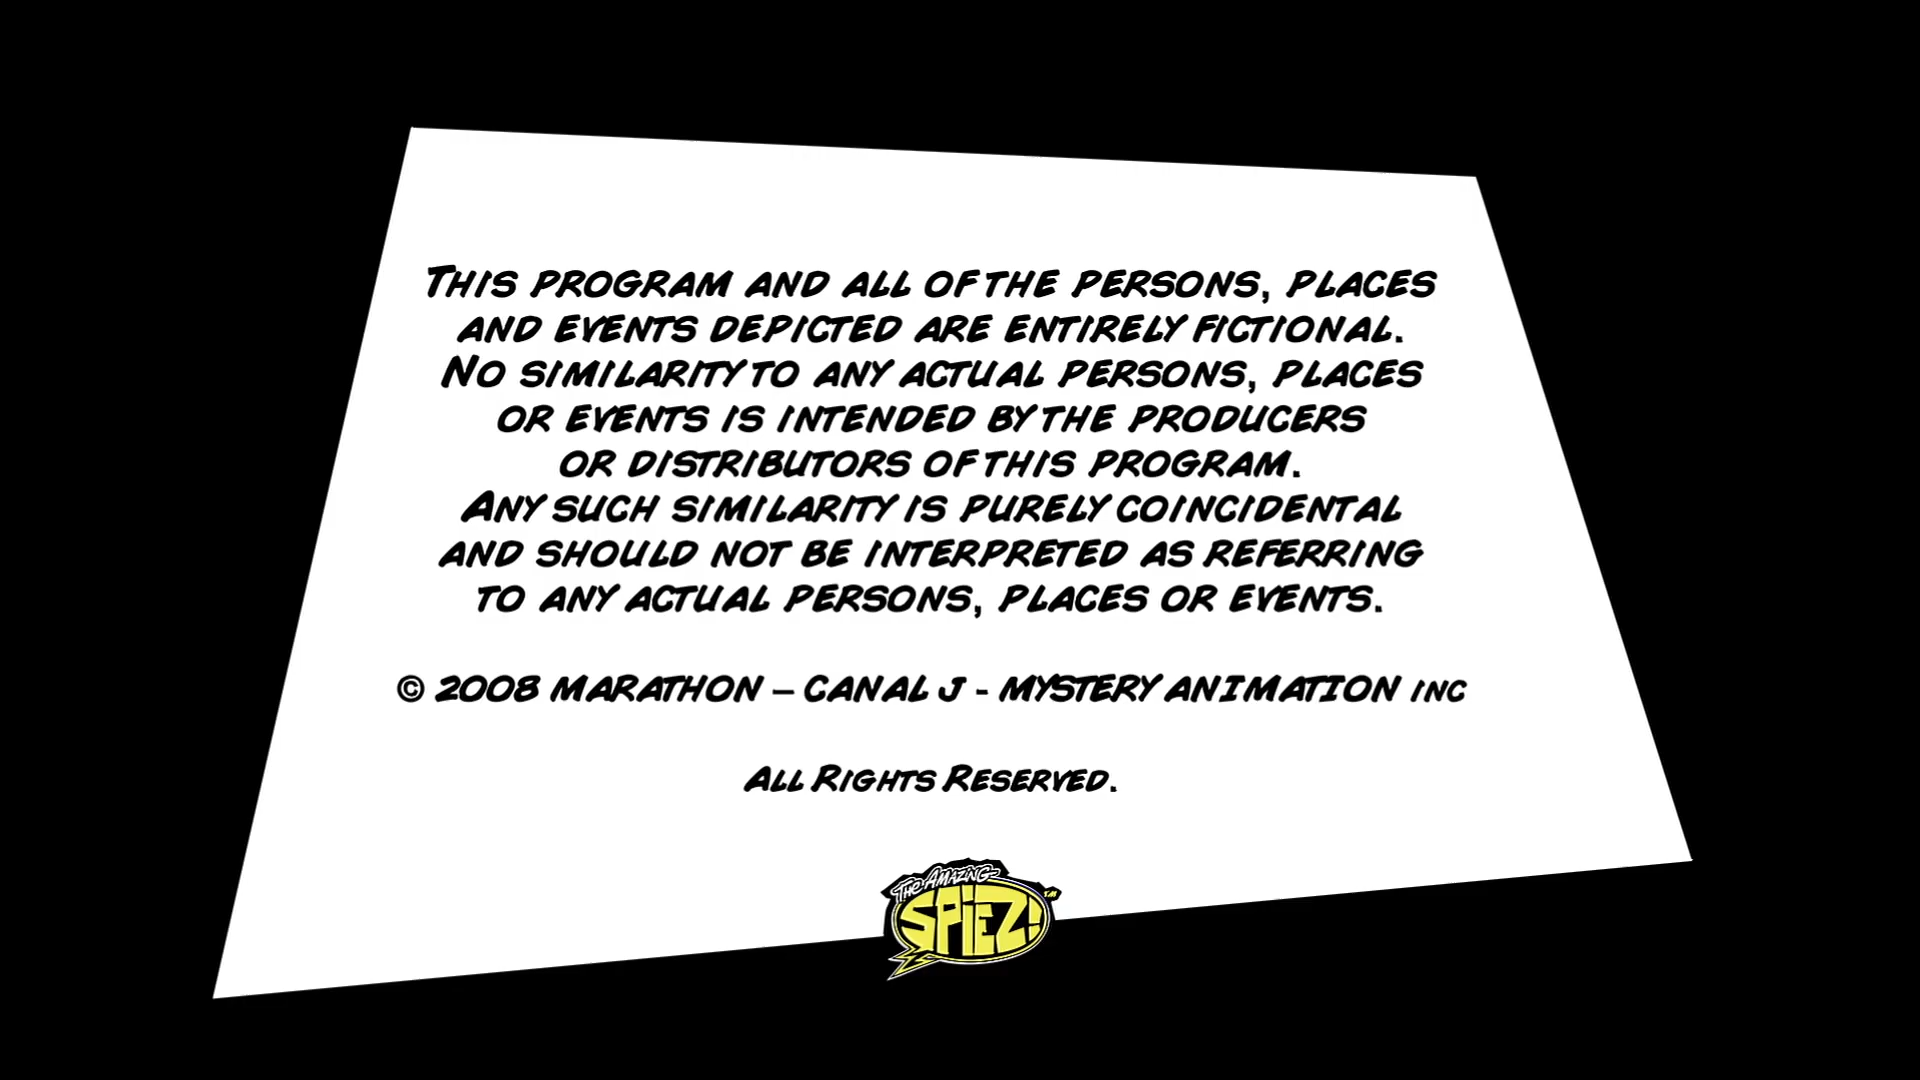 THIS PROGRAM AND ALL OF THE PERSONS, PLACES
AND EVENTS DEPICTED ARE ENTIRELY FICTIONAL.
NO SIMILARITY TO ANY ACTUAL PERSONS, PLACES
OR EVENTS IS INTENDED BY THE PRODUCERS
OR DISTRIBUTORS OF THIS PROGRAM.
ANY SUCH SIMILARITY IS PURELY COINCIDENTAL
AND SHOULD NOT BE INTERPRETED AS REFERRING
TO ANY ACTUAL PERSONS, PLACES OR EVENTS.
© 2008 MARATHON – CANAL J - MYSTERY ANIMATION INC
ALL RIGHTS RESERVED.
THE AMAZING
SPIEZ! ™